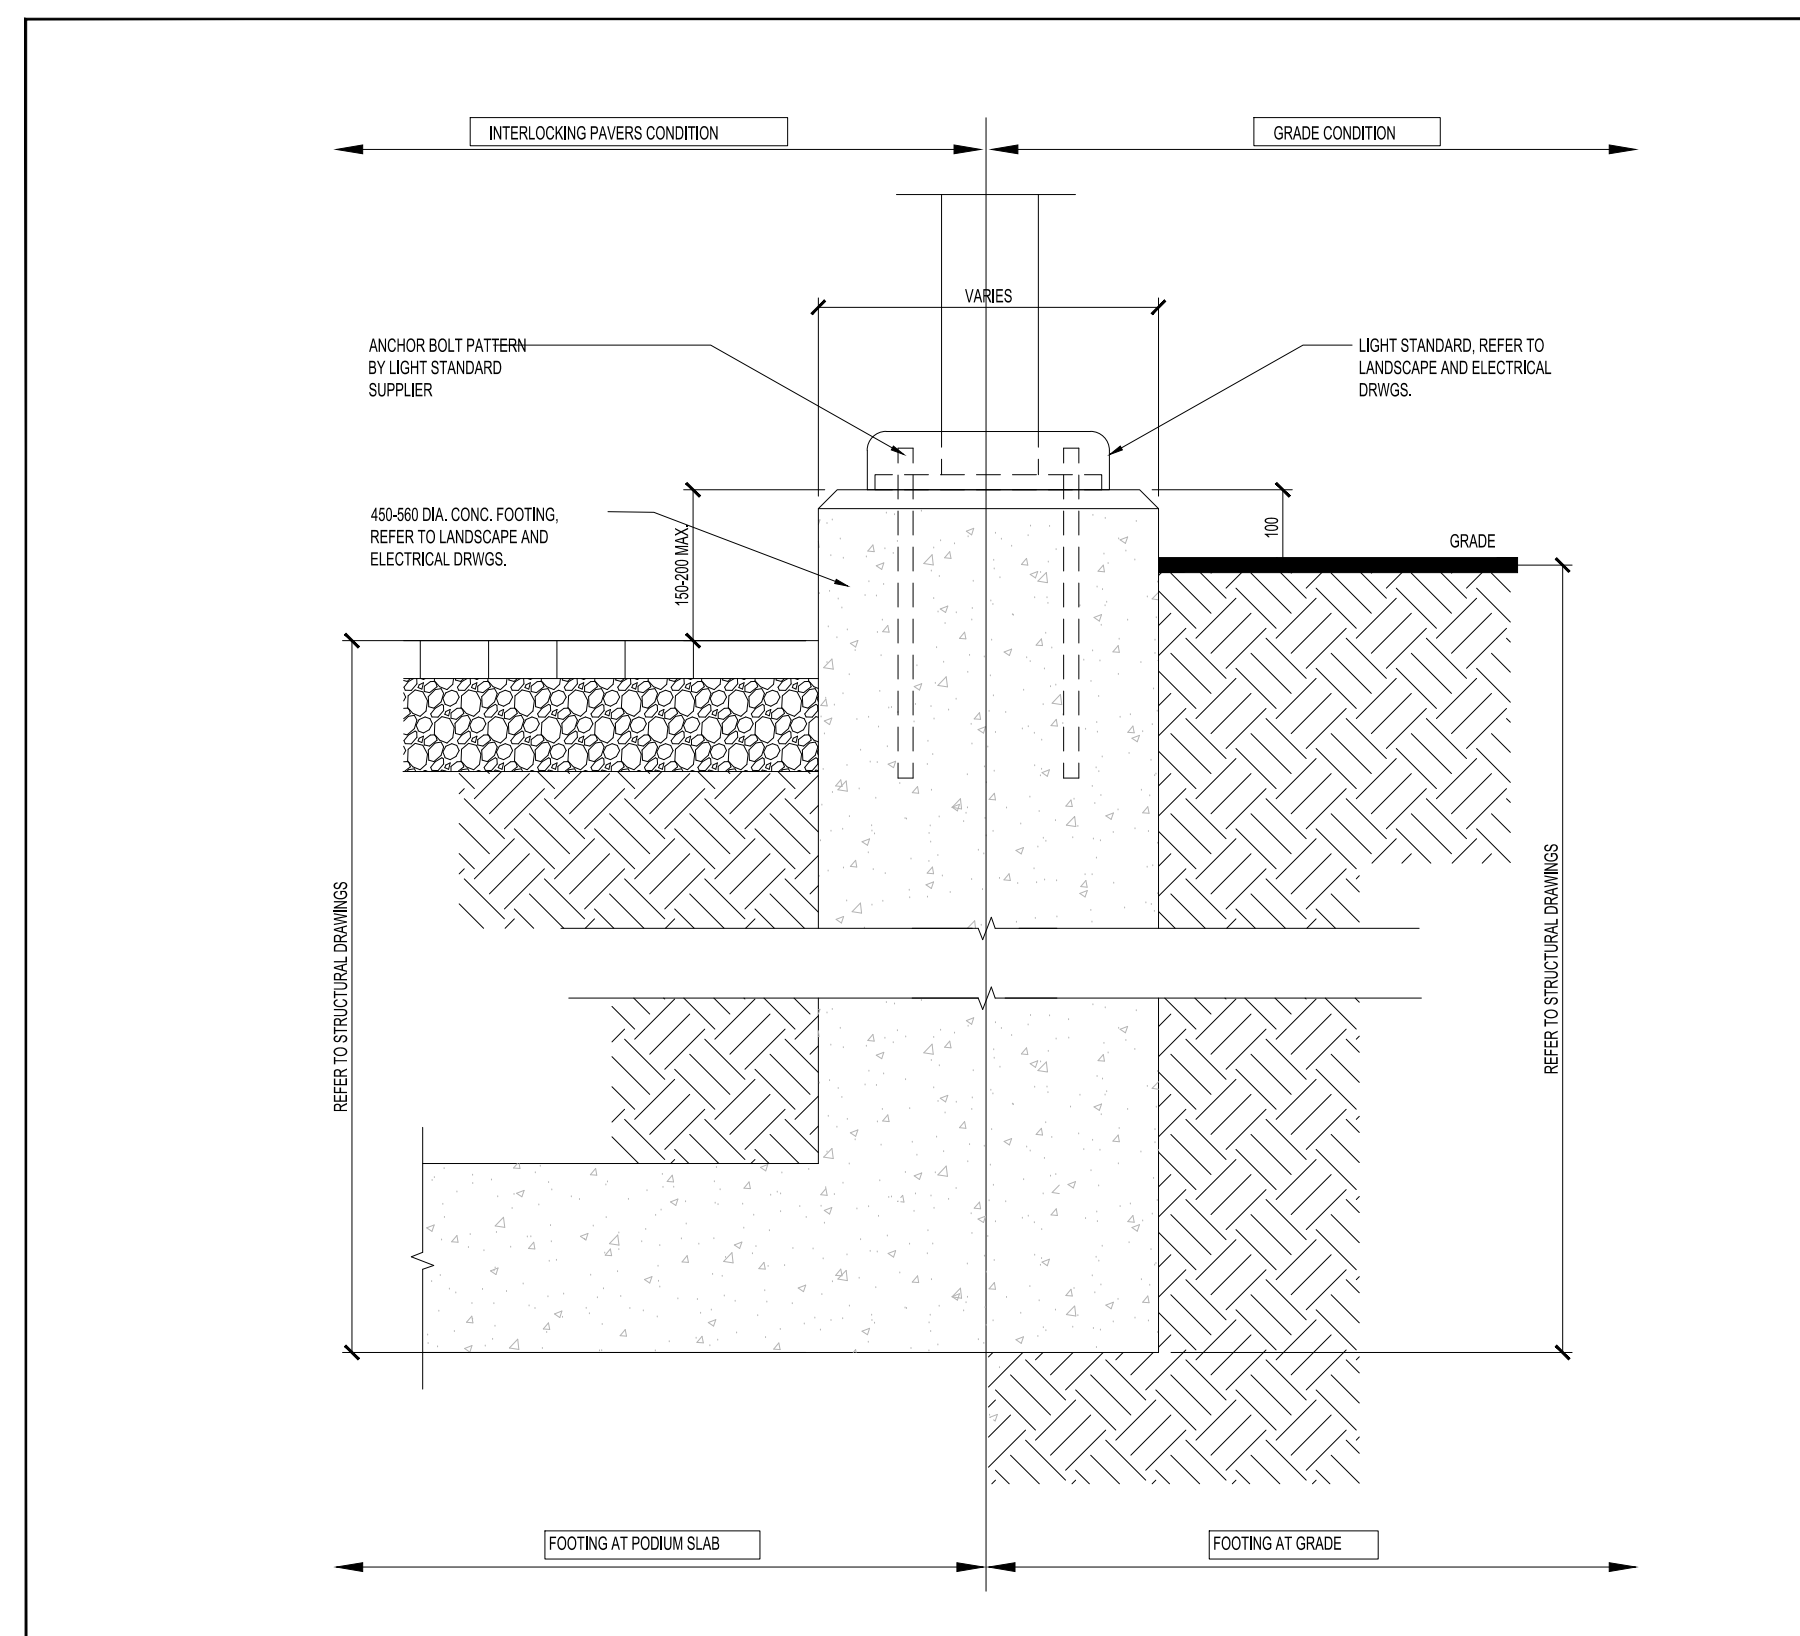 INTERLOCKING PAVERS CONDITION
GRADE CONDITION
VARIES
ANCHOR BOLT PATTERN
BY LIGHT STANDARD
SUPPLIER
LIGHT STANDARD, REFER TO
LANDSCAPE AND ELECTRICAL
DRWGS.
450-560 DIA. CONC. FOOTING,
REFER TO LANDSCAPE AND
ELECTRICAL DRWGS.
150-200 MAX.
100
GRADE
REFER TO STRUCTURAL DRAWINGS
REFER TO STRUCTURAL DRAWINGS
FOOTING AT PODIUM SLAB
FOOTING AT GRADE